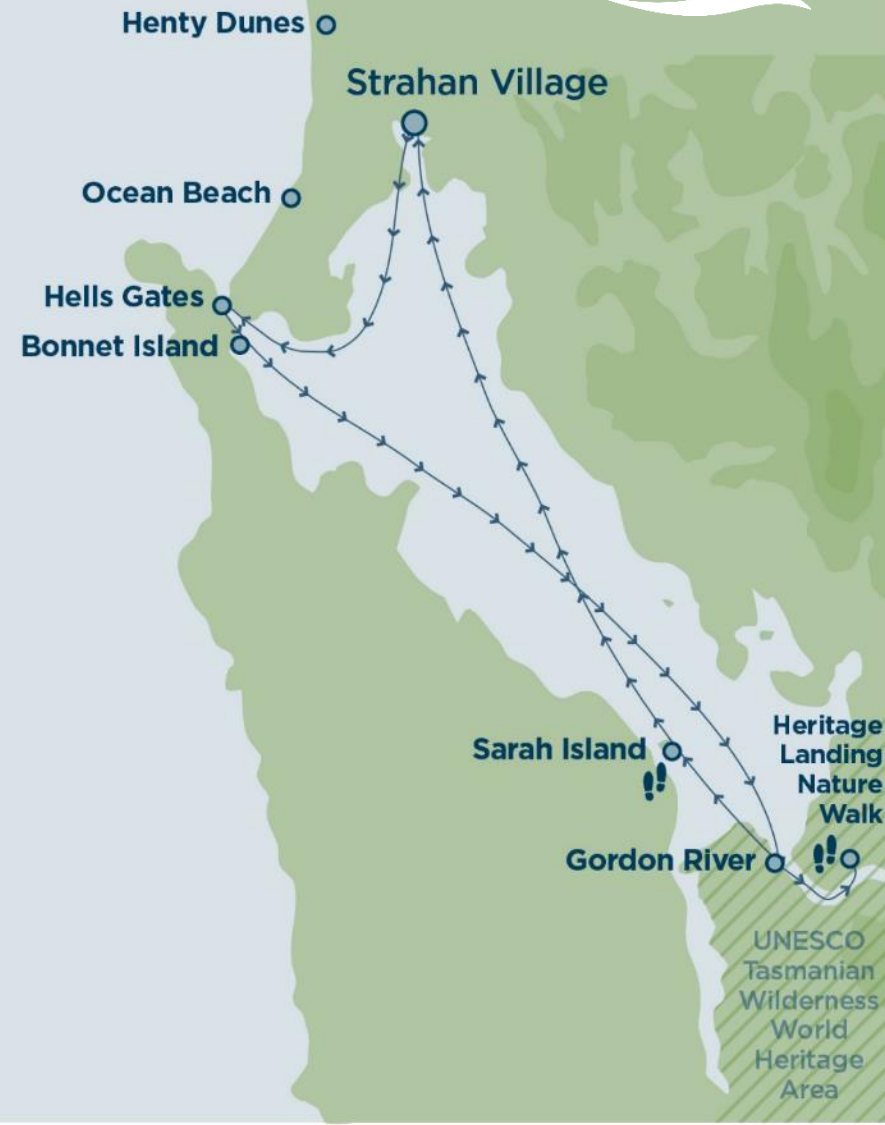 Henty Dunes
Strahan Village
Ocean Beach
Hells Gates
Bonnet Island
Sarah Island
Heritage
Landing
Nature
Walk
Gordon River
UNESCO
Tasmanian
Wilderness
World
Heritage
Area